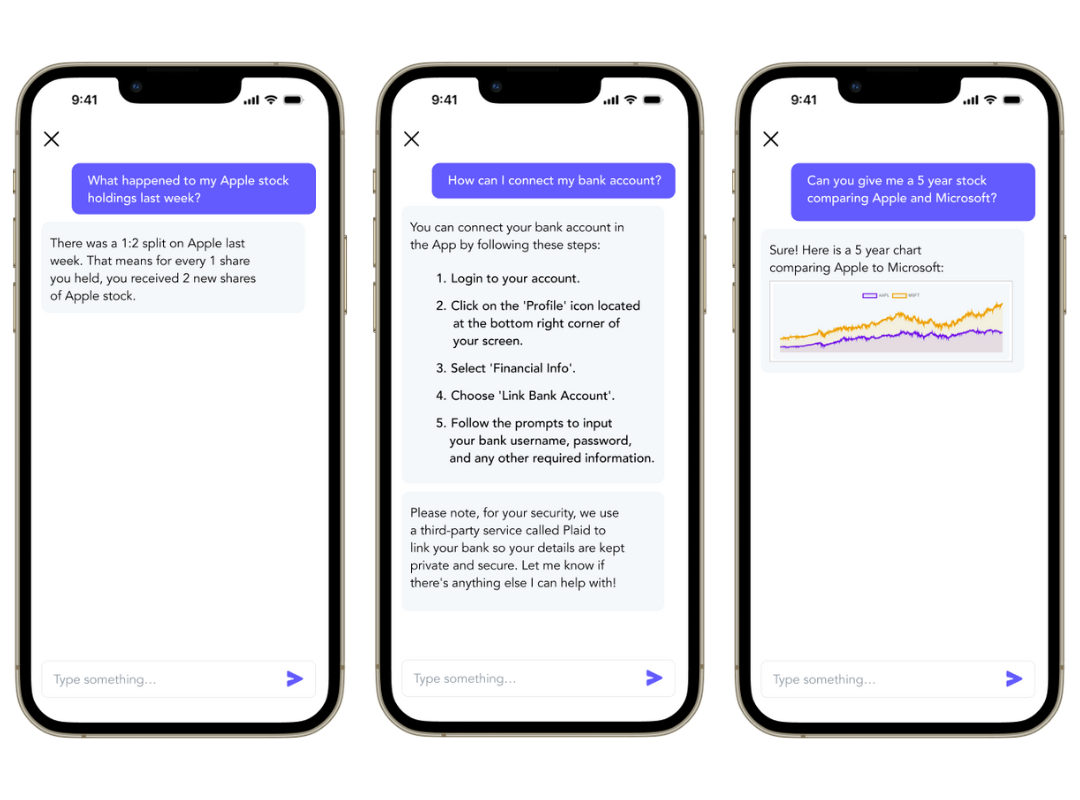 9:41
What happened to my Apple stock
holdings last week?
There was a 1:2 split on Apple last
week. That means for every 1 share
you held, you received 2 new shares
of Apple stock.
Type something...
9:41
How can I connect my bank account?
You can connect your bank account in
the App by following these steps:
1. Login to your account.
2. Click on the 'Profile' icon located
at the bottom right corner of
your screen.
3. Select 'Financial Info'.
4. Choose 'Link Bank Account'.
5. Follow the prompts to input
your bank username, password,
and any other required information.
Please note, for your security, we use
a third-party service called Plaid to
link your bank so your details are kept
private and secure. Let me know if
there's anything else I can help with!
Type something...
9:41
Can you give me a 5 year stock
comparing Apple and Microsoft?
Sure! Here is a 5 year chart
comparing Apple to Microsoft:
AAPL MSFT
Type something...